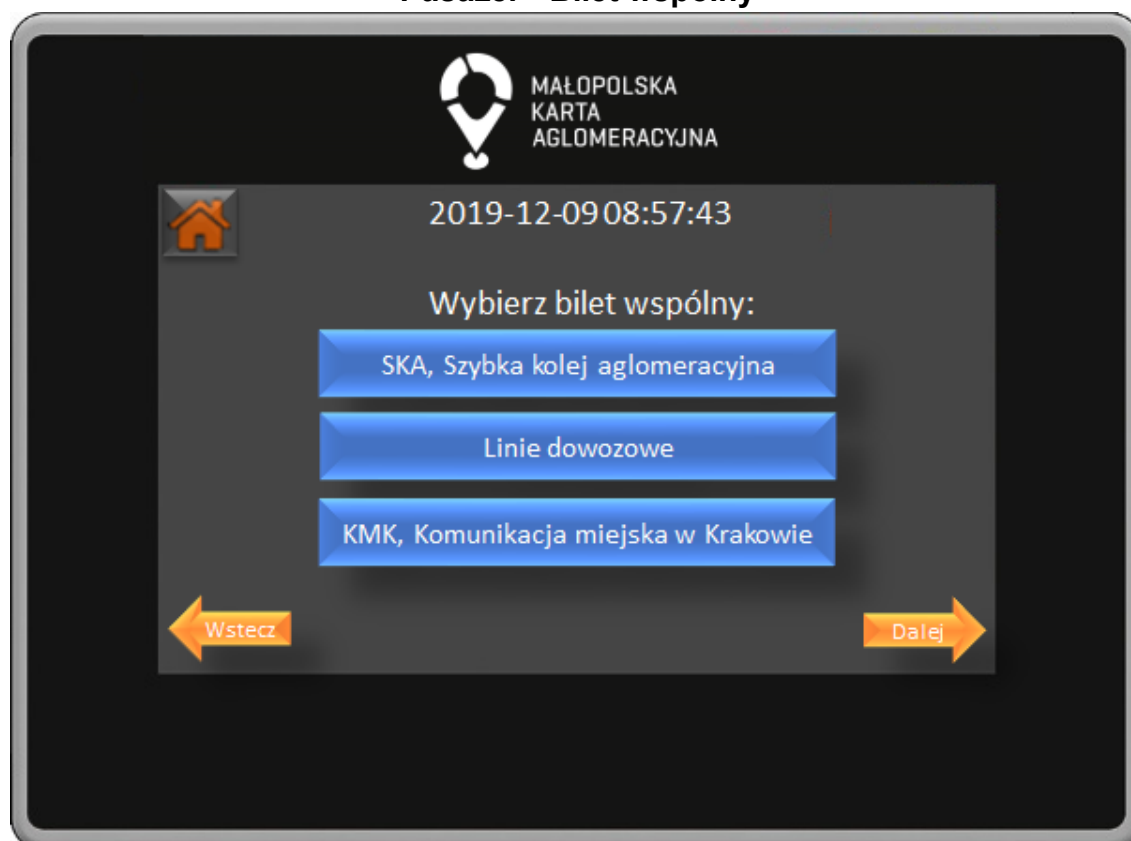 MAŁOPOLSKA
KARTA
AGLOMERACYJNA
2019-12-09 08:57:43
Wybierz bilet wspólny:
SKA, Szybka kolej aglomeracyjna
Linie dowozowe
KMK, Komunikacja miejska w Krakowie
Wstecz
Dalej